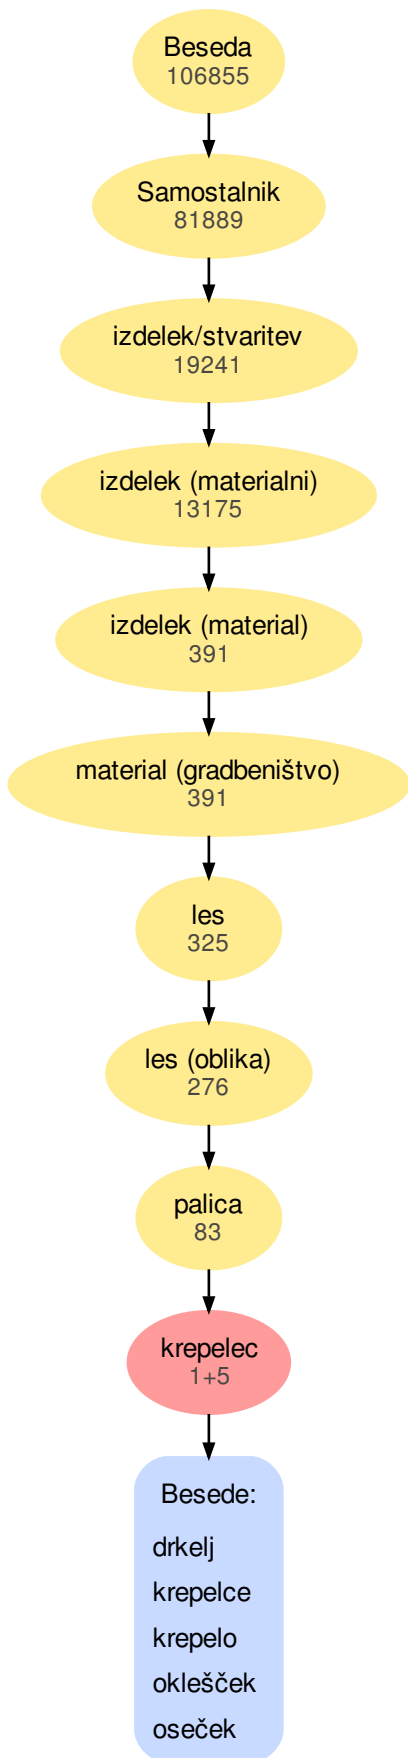 Beseda
106855
Samostalnik
81889
izdelek/stvaritev
19241
izdelek (materialni)
13175
izdelek (material)
391
material (gradbeništvo)
391
les
325
les (oblika)
276
palica
83
krepelec
1+5
Besede:
drkelj
krepelce
krepelo
oklešček
oseček